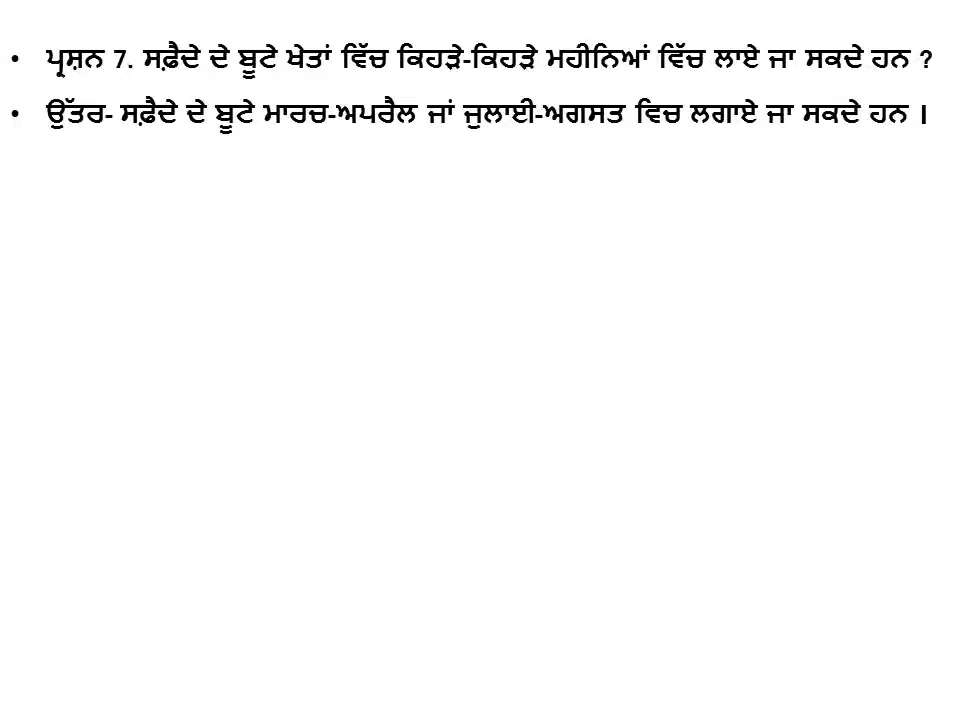 • ਪ੍ਰਸ਼ਨ 7. ਸਫ਼ੈਦੇ ਦੇ ਬੂਟੇ ਖੇਤਾਂ ਵਿੱਚ ਕਿਹੜੇ-ਕਿਹੜੇ ਮਹੀਨਿਆਂ ਵਿੱਚ ਲਾਏ ਜਾ ਸਕਦੇ ਹਨ ?
• ਉੱਤਰ- ਸਫ਼ੈਦੇ ਦੇ ਬੂਟੇ ਮਾਰਚ-ਅਪਰੈਲ ਜਾਂ ਜੁਲਾਈ-ਅਗਸਤ ਵਿਚ ਲਗਾਏ ਜਾ ਸਕਦੇ ਹਨ ।